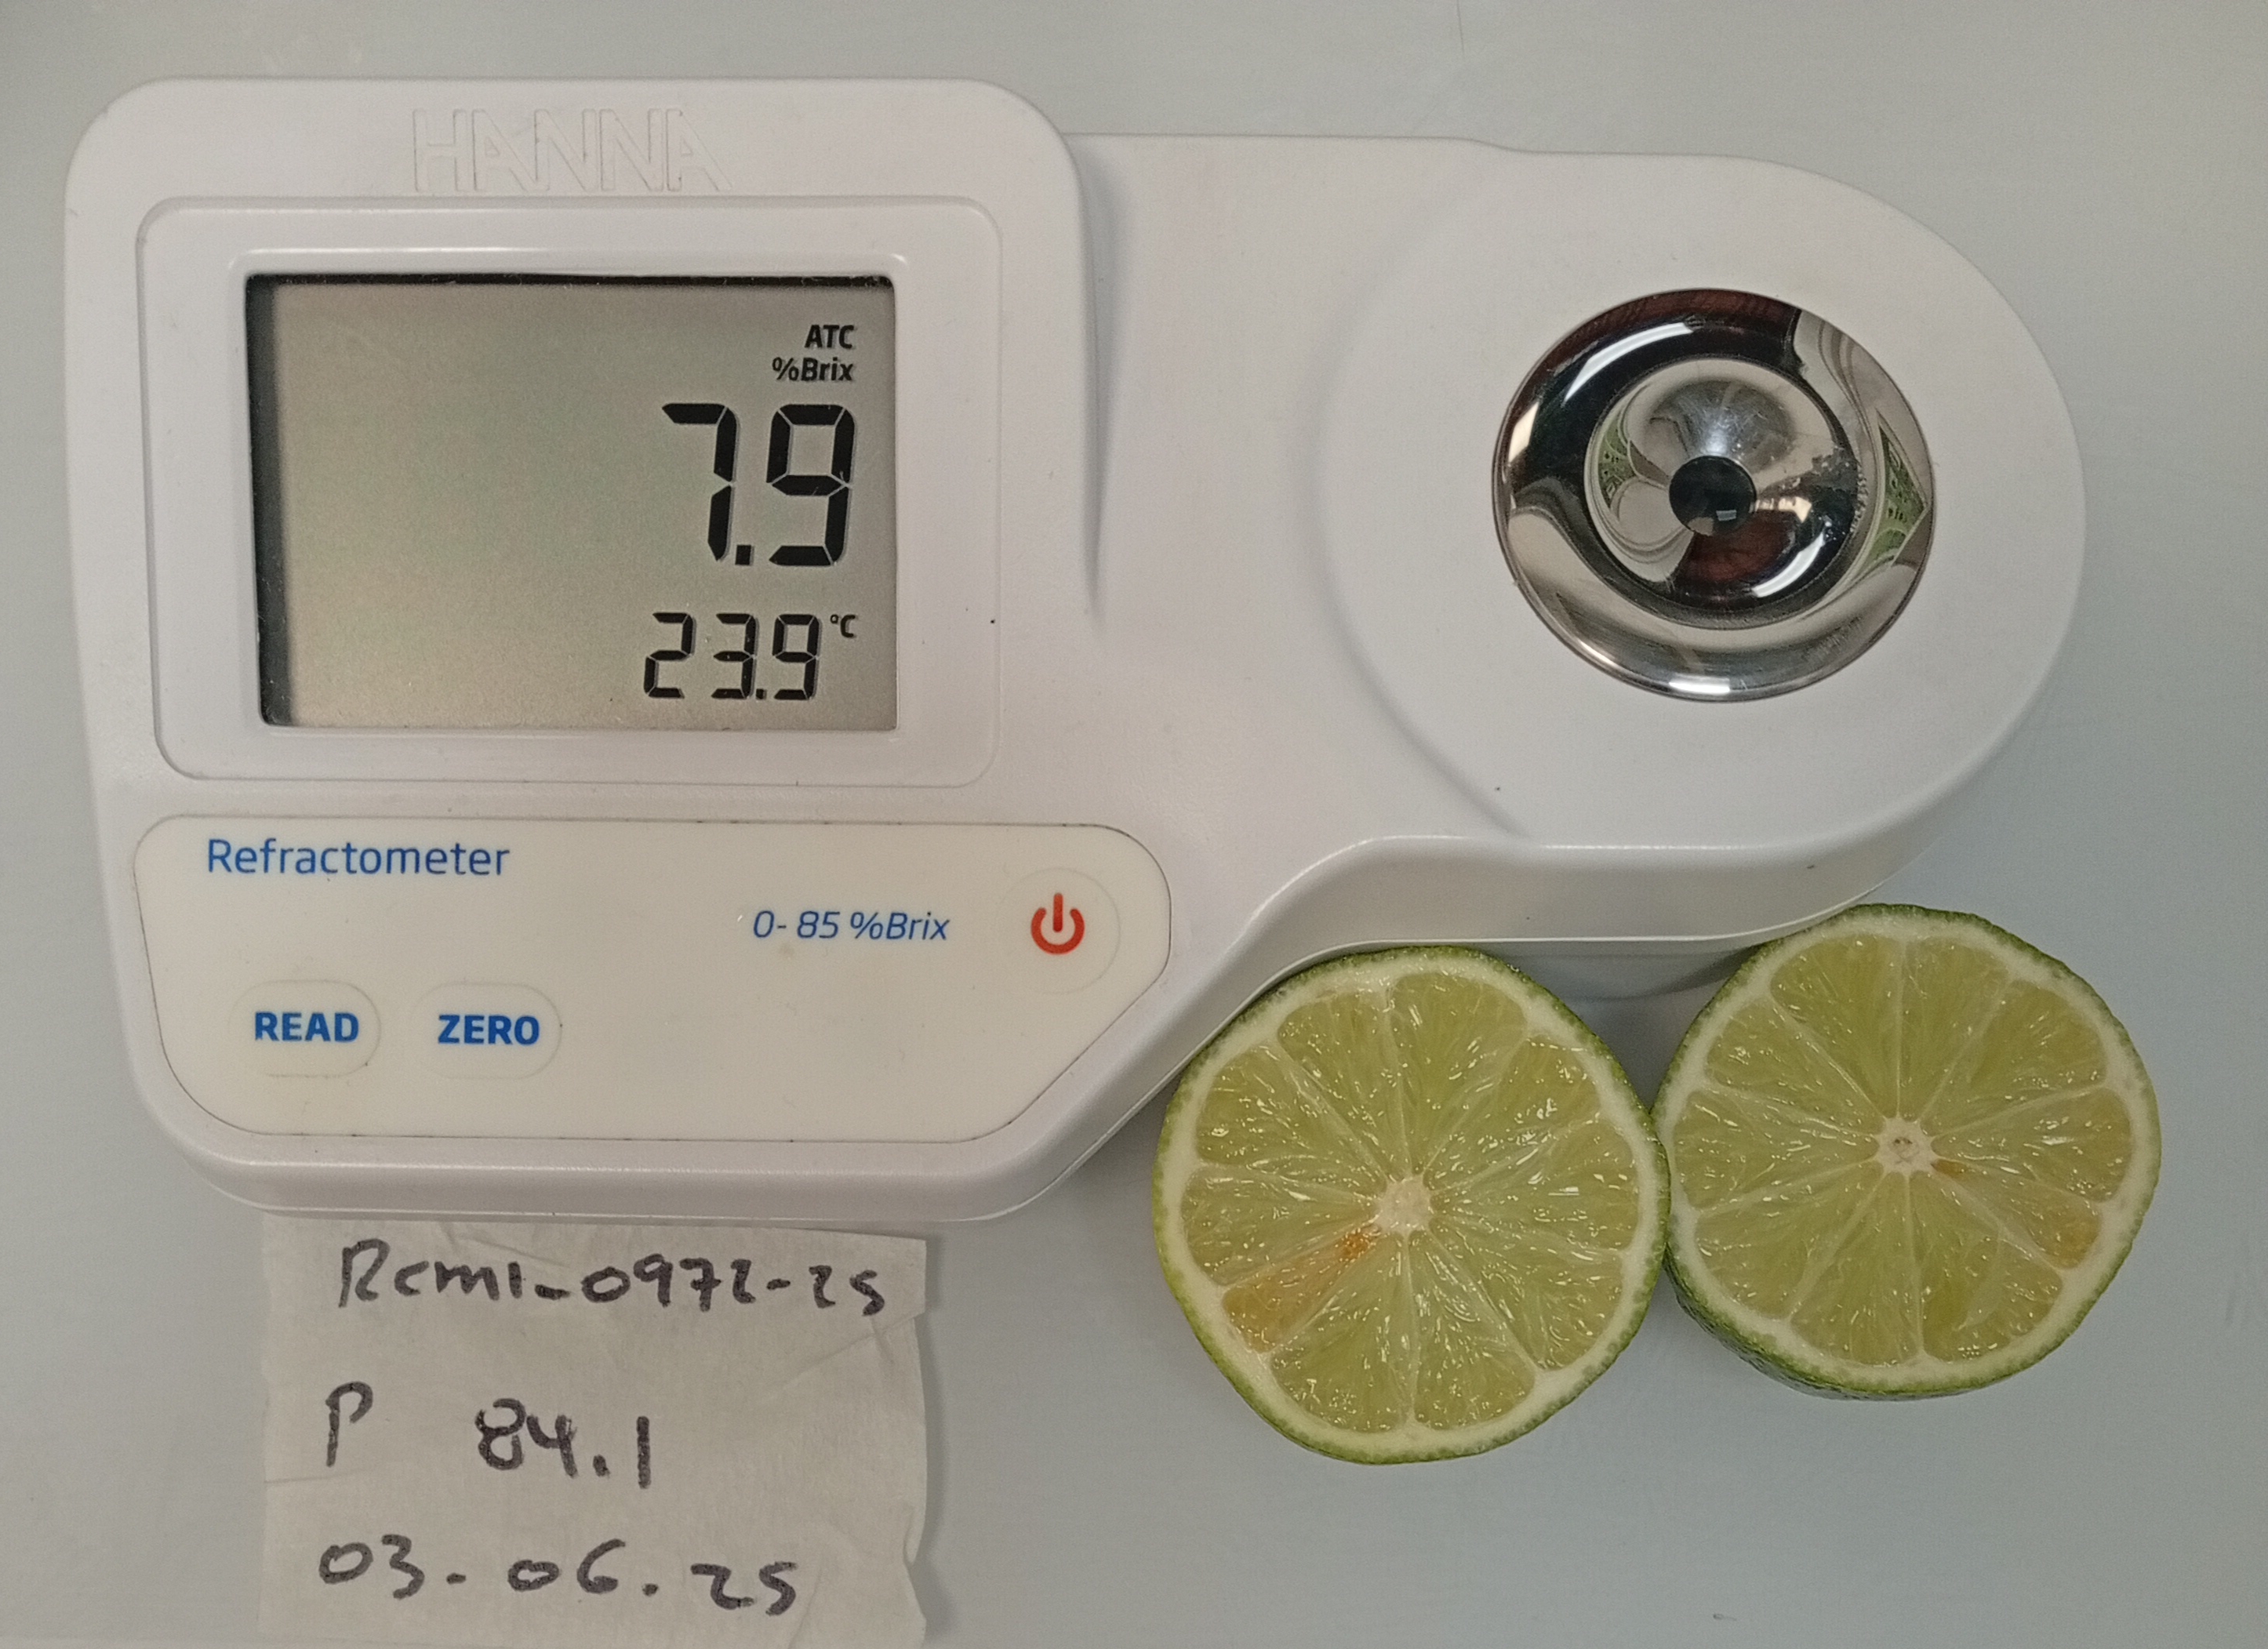 HANNA
ATC
%Brix
7.9
23.9 °C
Refractometer
0-85 %Brix
READ ZERO
Rcm1-0972-25
P 84.1
03.06.25